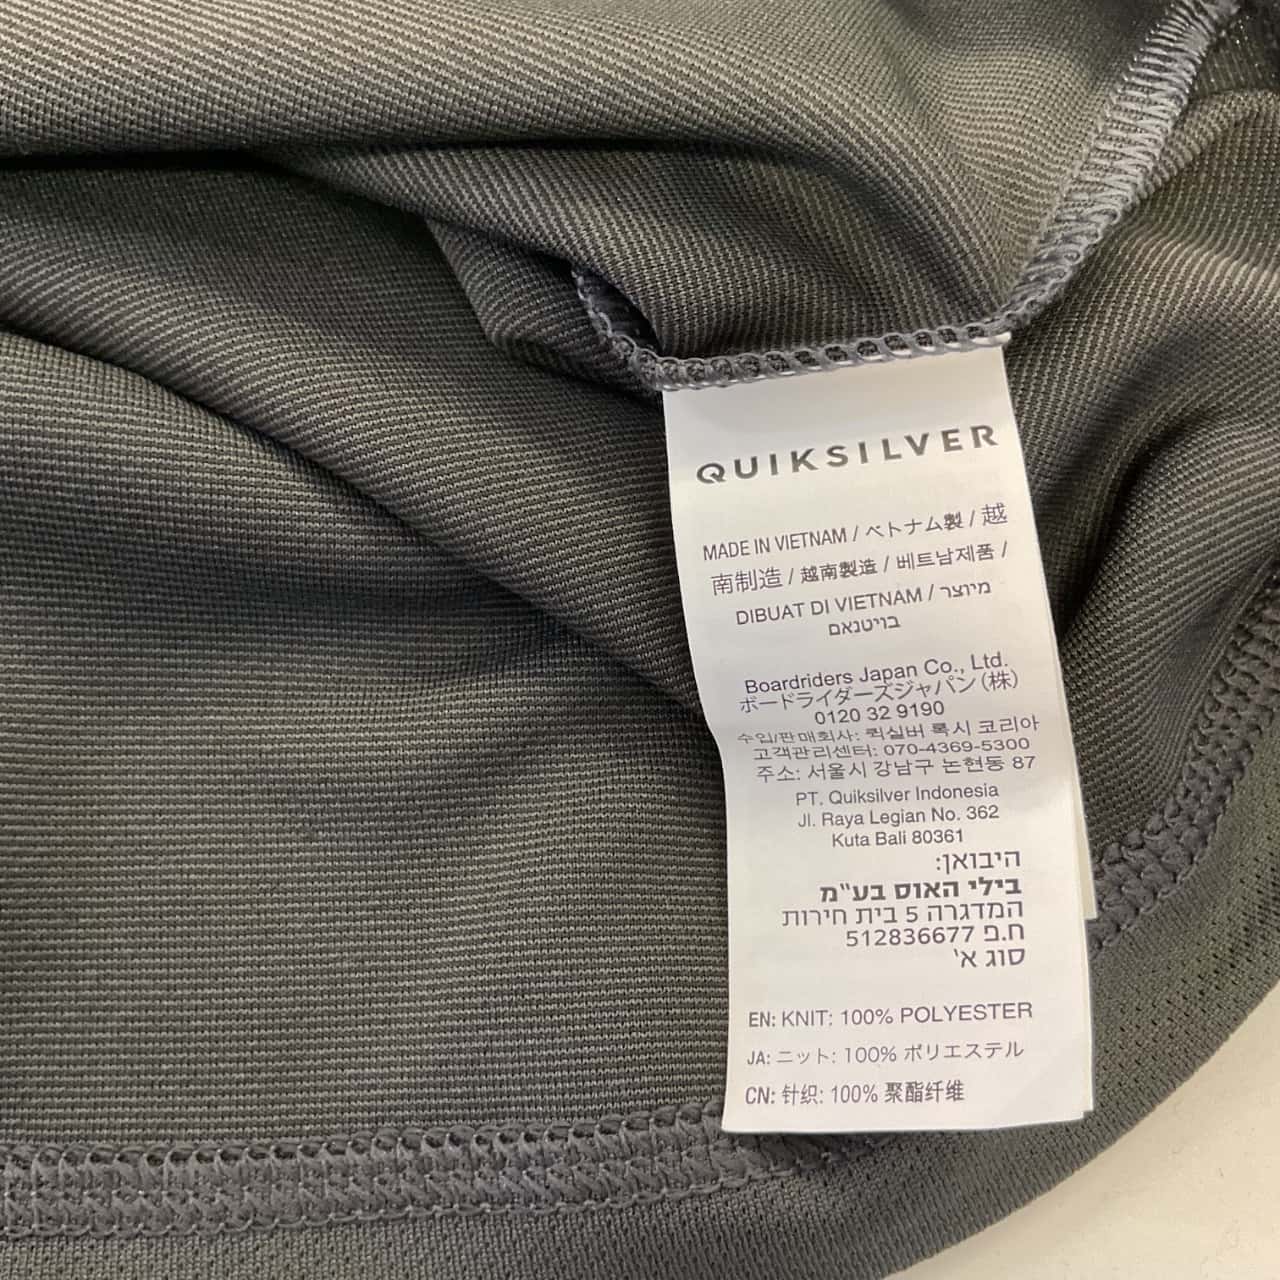 QUIKSILVER
MADE IN VIETNAM / ベトナム製 / 越
南制造 / 越南製造 / 베트남제품 /
DIBUAT DI VIETNAM / מיוצר
בויטנאם
Boardriders Japan Co., Ltd.
ボードライダーズジャパン(株)
0120 32 9190
수입/판매회사: 퀵실버 록시 코리아
고객관리센터: 070-4369-5300
주소: 서울시 강남구 논현동 87
PT. Quiksilver Indonesia
Jl. Raya Legian No. 362
Kuta Bali 80361
היבואן:
בילי האוס בע"מ
המדגרה 5 בית חירות
ח.פ 512836677
סוג א'
EN: KNIT: 100% POLYESTER
JA: ニット: 100% ポリエステル
CN: 针织: 100% 聚酯纤维